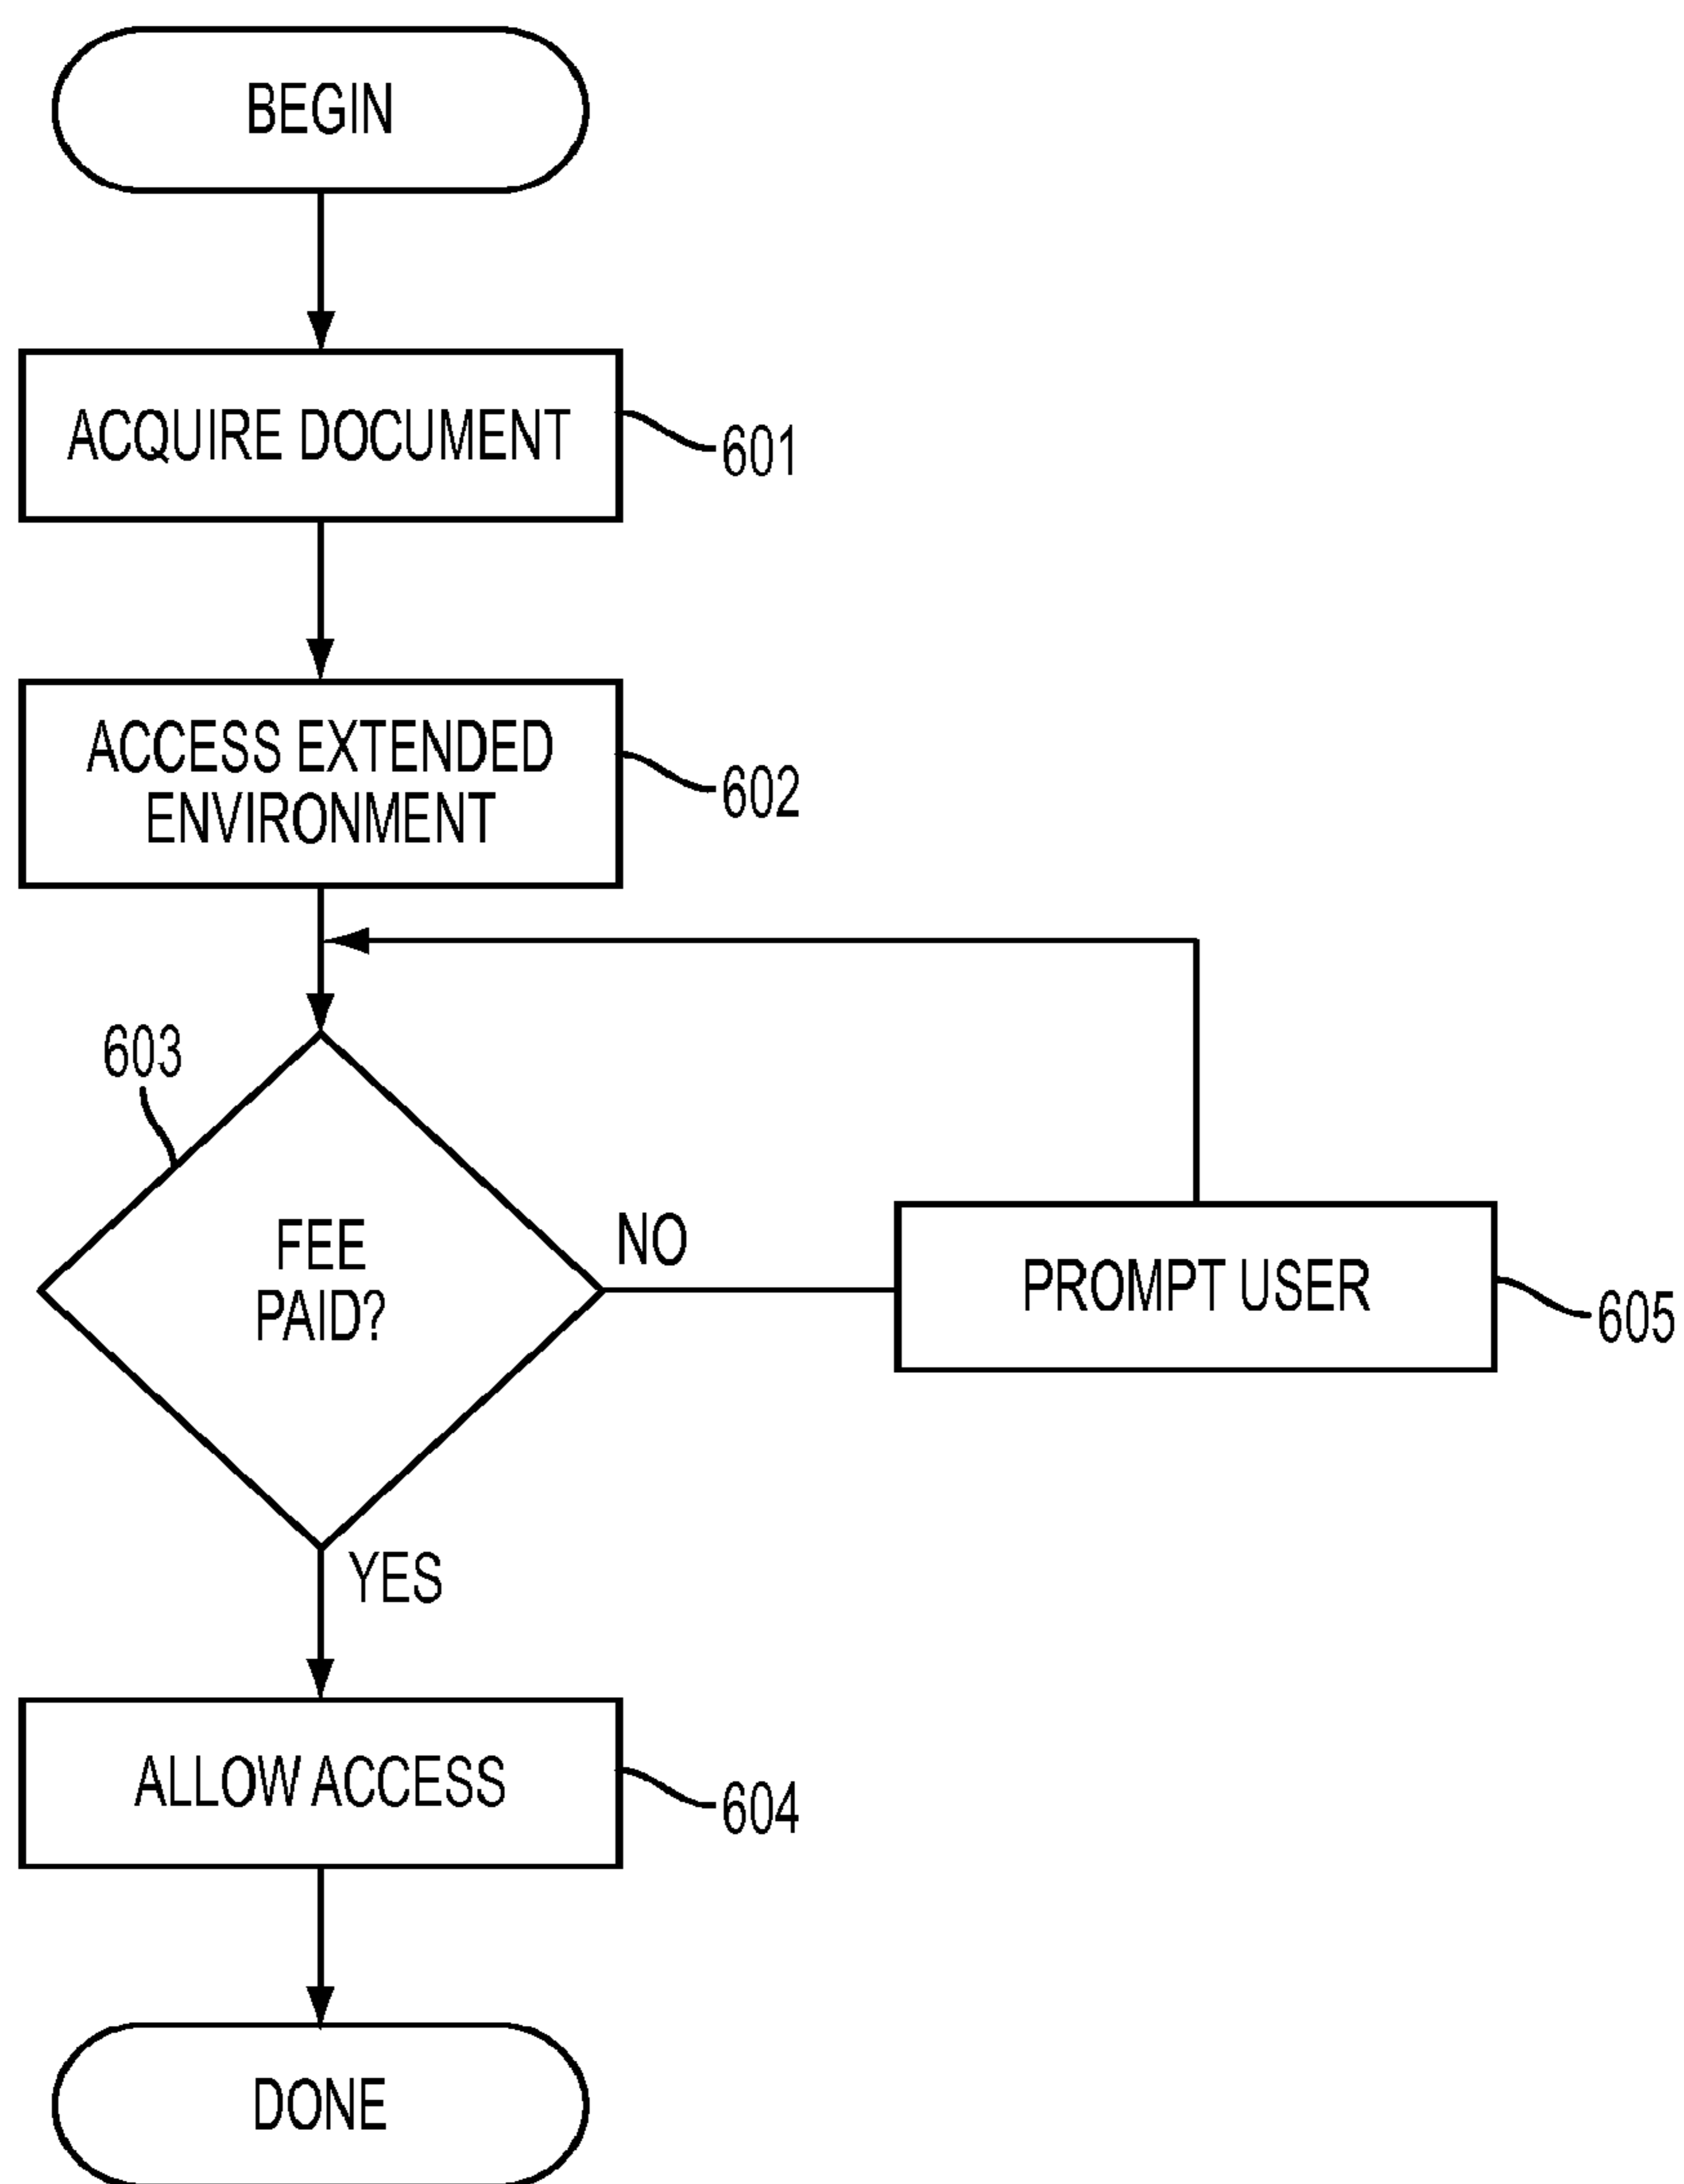 BEGIN
ACQUIRE DOCUMENT
601
ACCESS EXTENDED
ENVIRONMENT
602
603
FEE
PAID?
NO
PROMPT USER
605
YES
ALLOW ACCESS
604
DONE